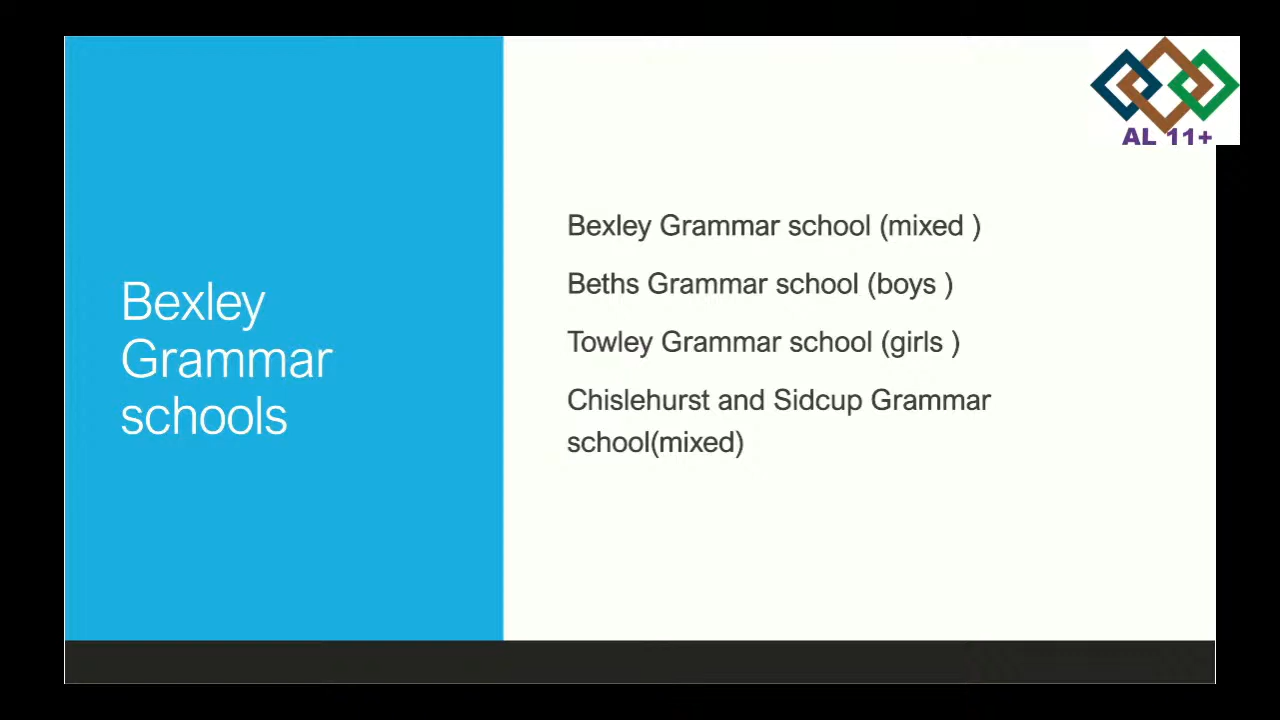 AL 11+
Bexley
Grammar
schools
Bexley Grammar school (mixed )
Beths Grammar school (boys )
Towley Grammar school (girls )
Chislehurst and Sidcup Grammar
school(mixed)